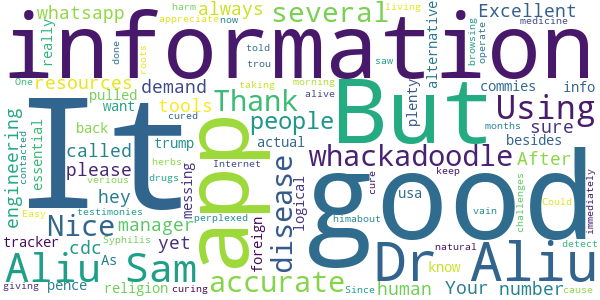 whatsapp
several
always
Excellent
information
really
resources
demand
tools
alternative
commies
info
plenty
pulled
want
Thank
people
But
Using
sure
besides
back
trump
actual
engineering
essential
called
please
hey
app
whackadoodle
After
It
good
disease
logical
perplexed
usa
Nice
manager
messing
yet
foreign
tracker
cdc
As
Aliu Sam
accurate
Dr Aliu
know
natural
detect
pence
religion
human
Your number
cause
giving
curing
Since
Could
harm
appreciate
now
living
done
told
browsing
medicine
One
roots
trou
saw
operate
taking
morning
alive
cured
months
contacted
herbs
Internet
cure
keep
drugs
verious
Easy
testimonies
himabout
vain
challenges
immediately
Syphilis